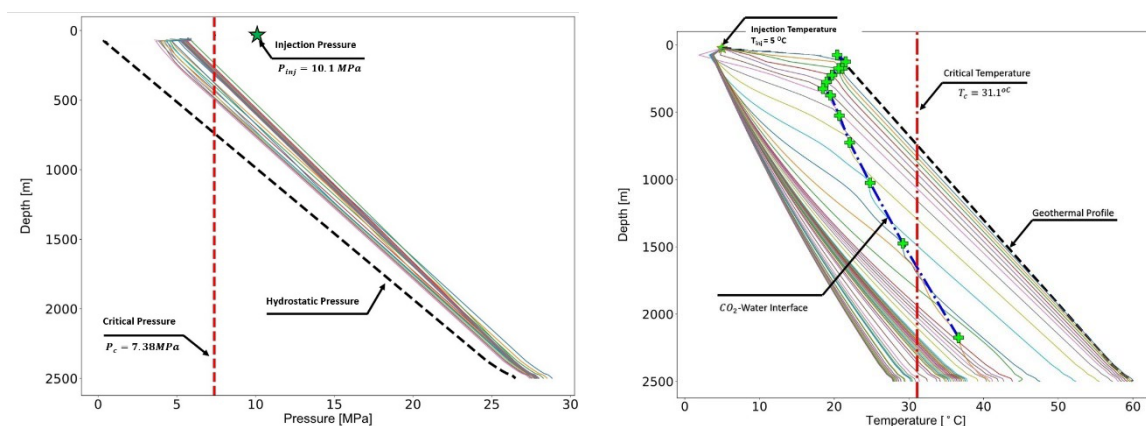 0
500
1000
1500
2000
2500
Depth [m]
0
5
10
15
20
25
30
Pressure [MPa]
Injection Pressure
P_inj = 10.1 MPa
Hydrostatic Pressure
Critical Pressure
P_c = 7.38MPa
Injection Temperature
T_inj = 5 °C
0
500
1000
1500
2000
2500
Depth [m]
0
10
20
30
40
50
60
Temperature [ °C]
Critical Temperature
T_c = 31.1°C
Geothermal Profile
CO₂-Water Interface